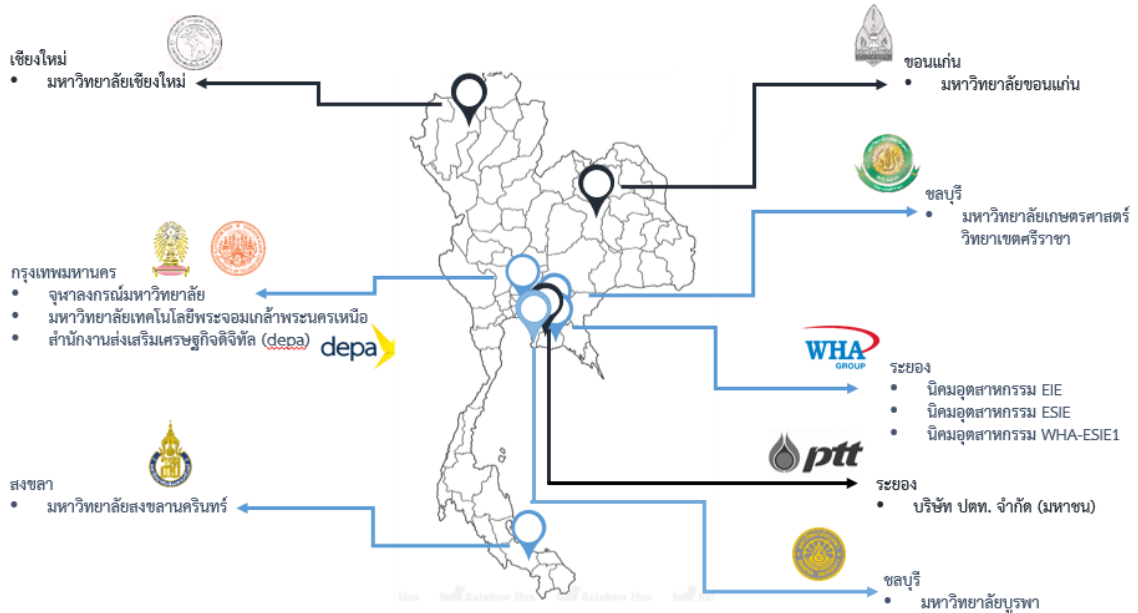 เชียงใหม่
• มหาวิทยาลัยเชียงใหม่
ขอนแก่น
• มหาวิทยาลัยขอนแก่น
ชลบุรี
• มหาวิทยาลัยเกษตรศาสตร์
วิทยาเขตศรีราชา
กรุงเทพมหานคร
• จุฬาลงกรณ์มหาวิทยาลัย
• มหาวิทยาลัยเทคโนโลยีพระจอมเกล้าพระนครเหนือ
• สำนักงานส่งเสริมเศรษฐกิจดิจิทัล (depa)
depa
WHA
GROUP
ระยอง
• นิคมอุตสาหกรรม EIE
• นิคมอุตสาหกรรม ESIE
• นิคมอุตสาหกรรม WHA-ESIE1
ptt
ระยอง
• บริษัท ปตท. จำกัด (มหาชน)
สงขลา
• มหาวิทยาลัยสงขลานครินทร์
ชลบุรี
• มหาวิทยาลัยบูรพา
Hen
Rainbow Hen